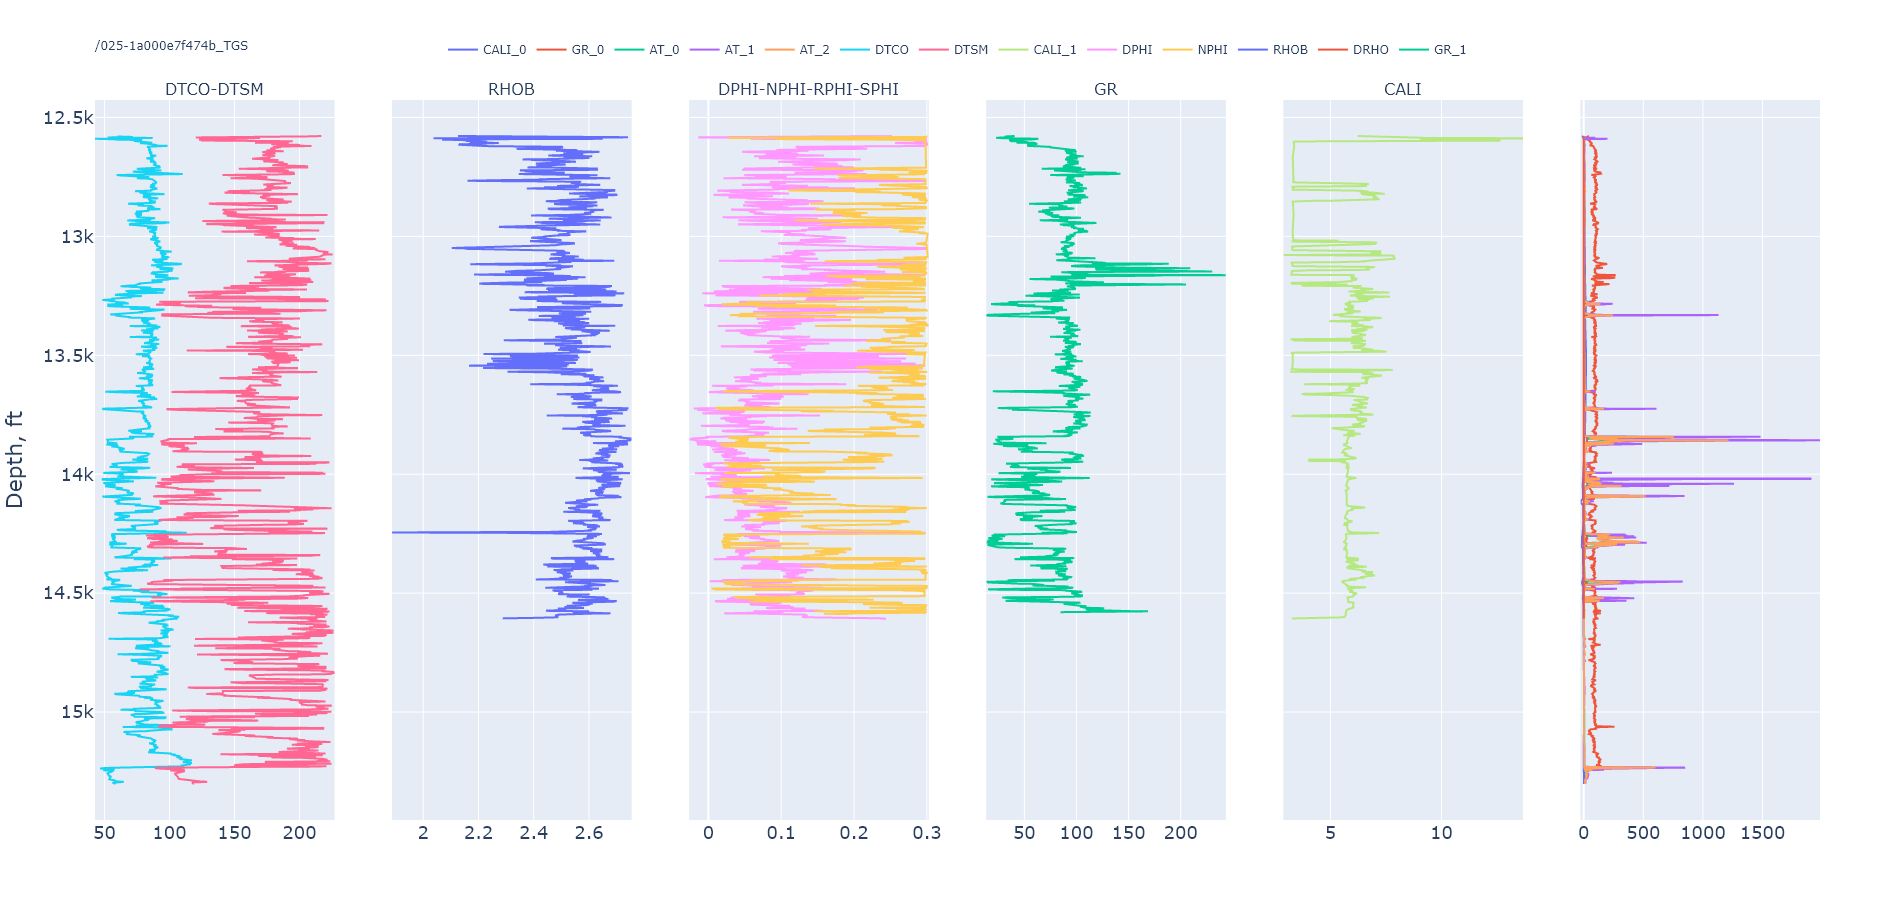 /025-1a000e7f474b_TGS
CALI_0 GR_0 AT_0 AT_1 AT_2 DTCO DTSM CALI_1 DPHI NPHI RHOB DRHO GR_1
DTCO-DTSM RHOB DPHI-NPHI-RPHI-SPHI GR CALI
Depth, ft
12.5k
13k
13.5k
14k
14.5k
15k
50 100 150 200 2 2.2 2.4 2.6 0 0.1 0.2 0.3 50 100 150 200 5 10 0 500 1000 1500